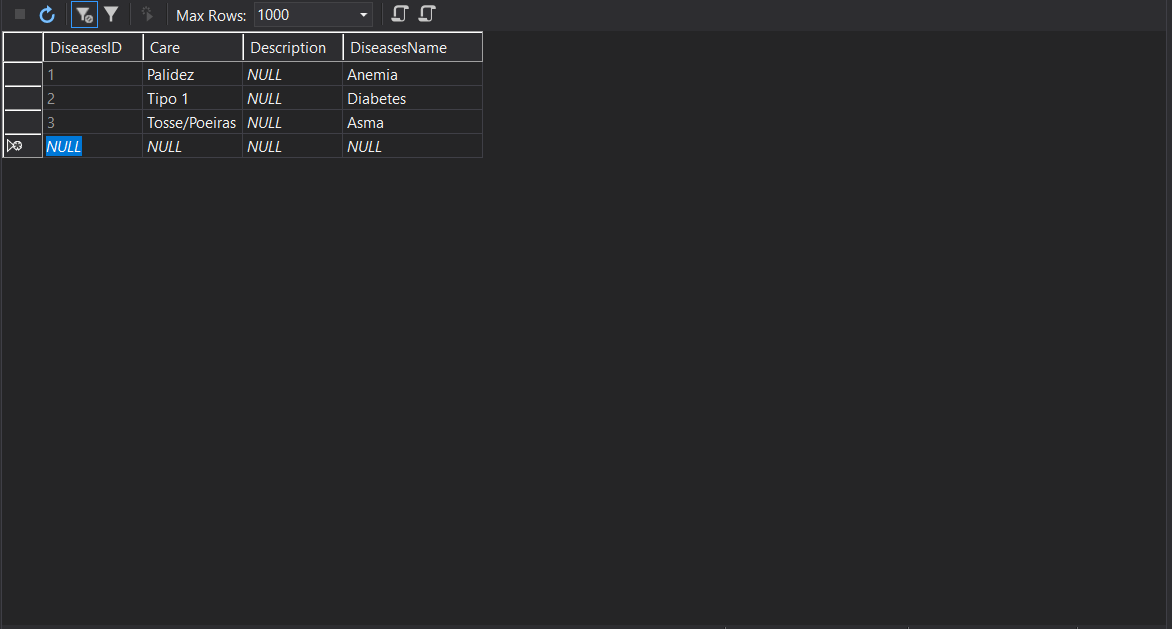 Max Rows: 1000
DiseasesID Care Description DiseasesName
1 Palidez NULL Anemia
2 Tipo 1 NULL Diabetes
3 Tosse/Poeiras NULL Asma
NULL NULL NULL NULL